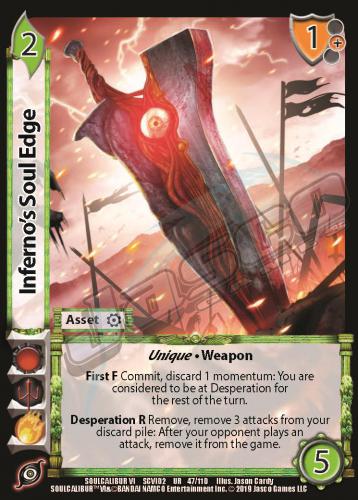 2
1
+
Inferno's Soul Edge
Asset
Unique • Weapon
First F Commit, discard 1 momentum: You are
considered to be at Desperation for
the rest of the turn.
Desperation R Remove, remove 3 attacks from your
discard pile: After your opponent plays an
attack, remove it from the game.
5
SOULCALIBUR VI SCVI02 UR 47/110 Illus. Jason Cardy
SOULCALIBUR™ VI&©BANDAI NAMCO Entertainment Inc. © 2019 Jasco Games LLC